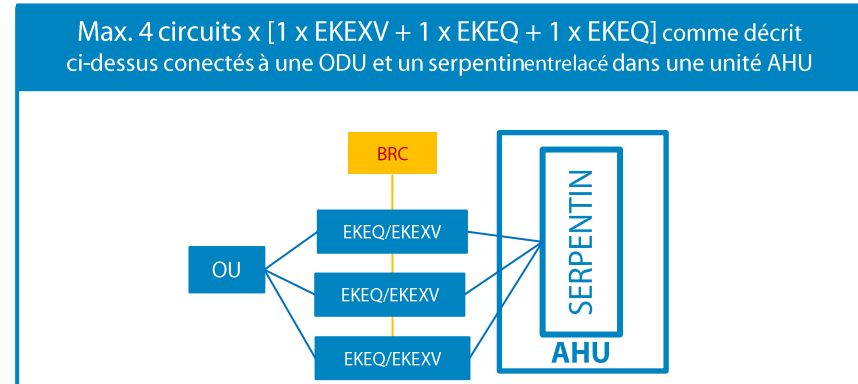 Max. 4 circuits x [1 x EKEXV + 1 x EKEQ + 1 x EKEQ] comme décrit
ci-dessus conectés à une ODU et un serpentinentrelacé dans une unité AHU
BRC
EKEQ/EKEXV
OU
EKEQ/EKEXV
EKEQ/EKEXV
SERPENTIN
AHU